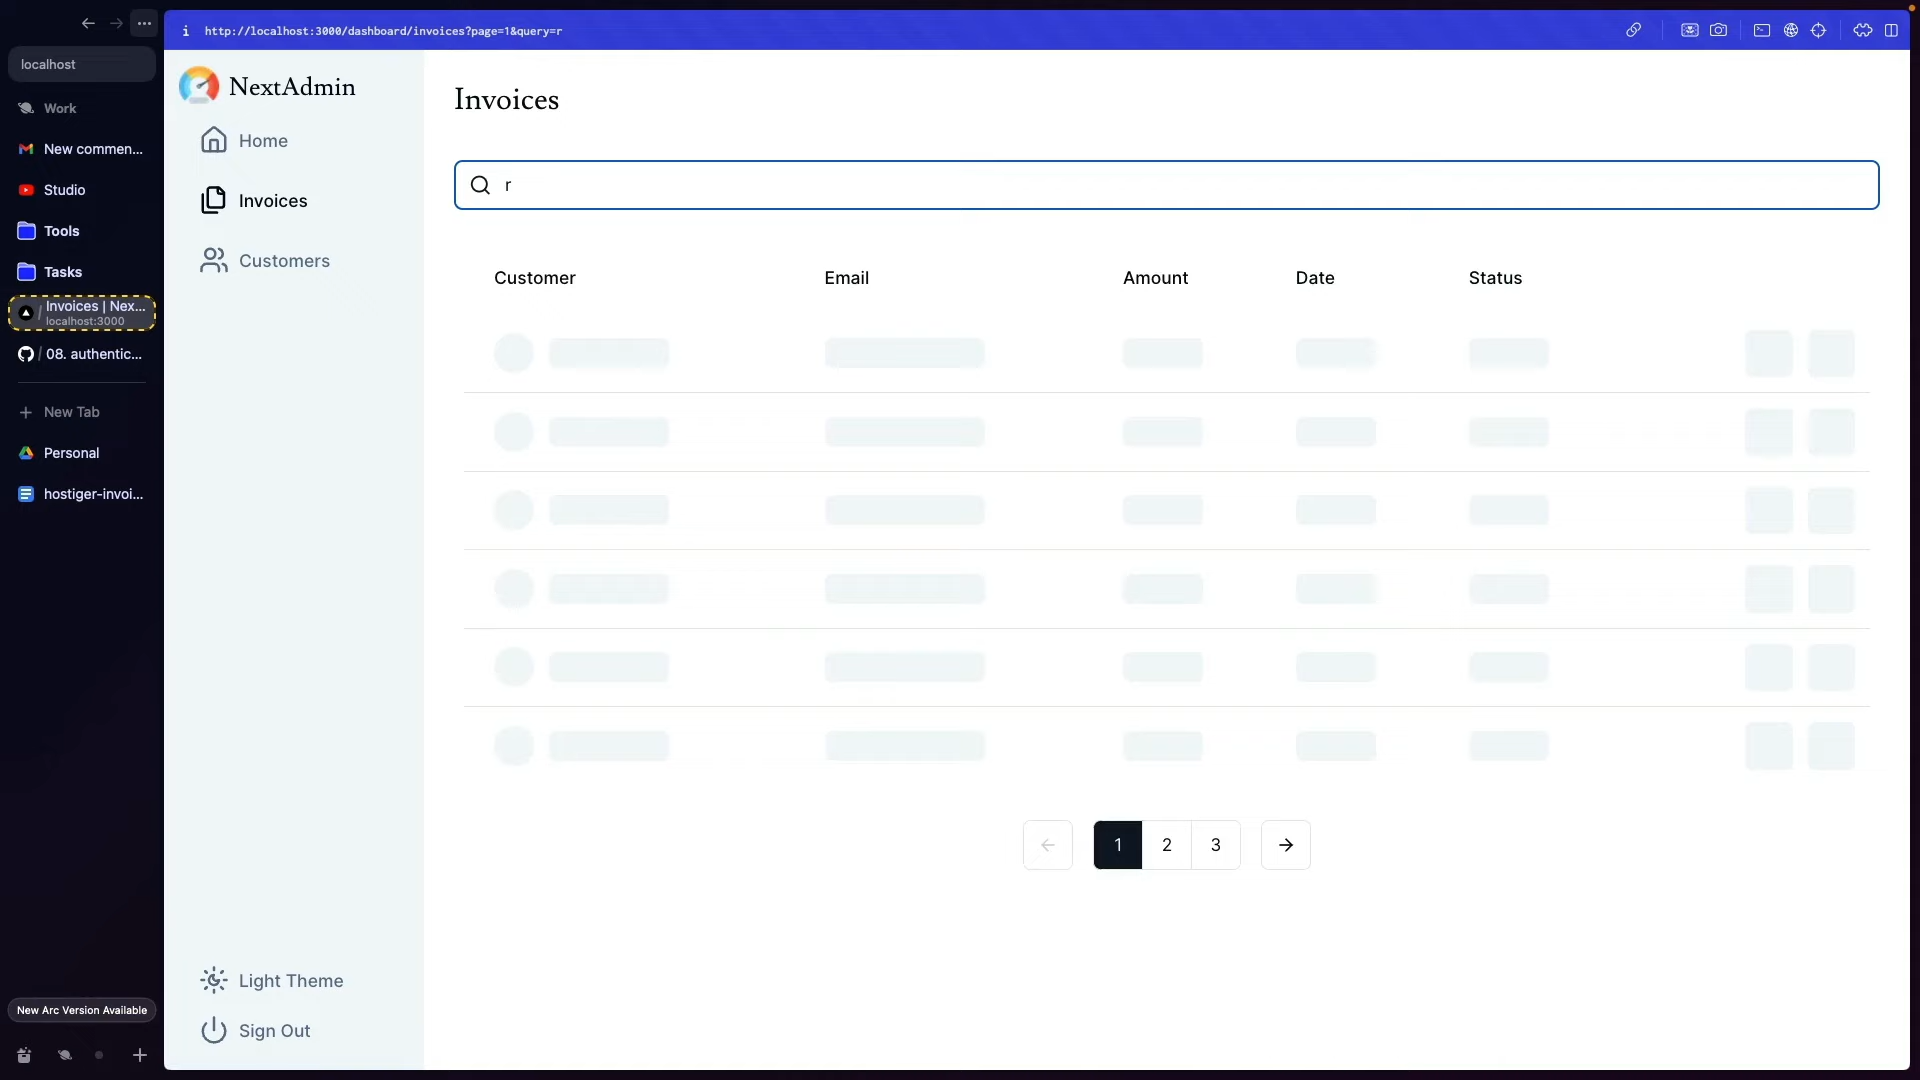 localhost
Work
New commen...
Studio
Tools
Tasks
/ Invoices | Nex...
localhost:3000
/ 08. authentic...
New Tab
Personal
hostiger-invoi...
New Arc Version Available
http://localhost:3000/dashboard/invoices?page=1&query=r
NextAdmin
Home
Invoices
Customers
Light Theme
Sign Out
Invoices
r
Customer Email Amount Date Status
1 2 3